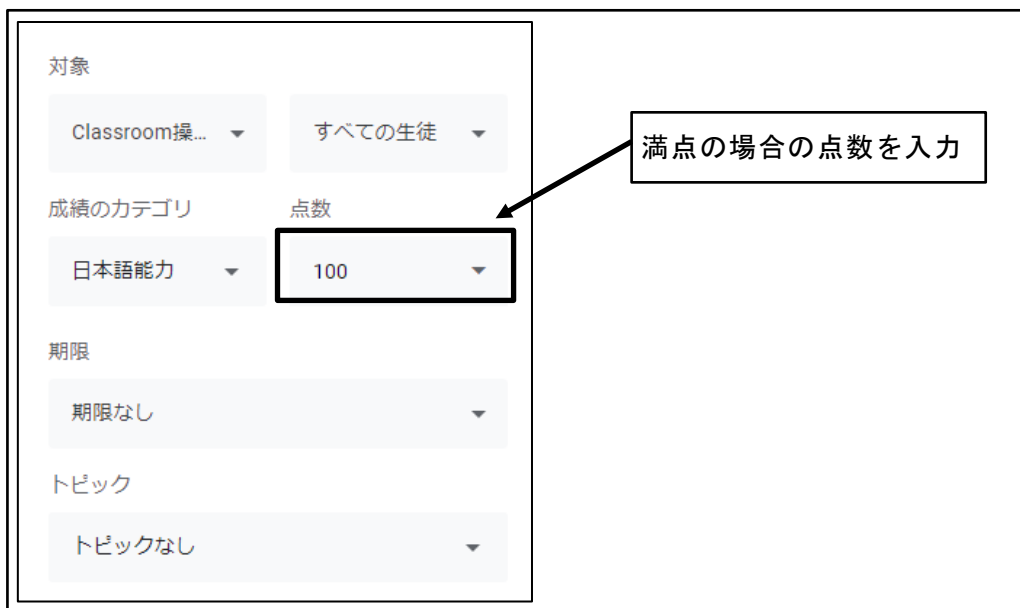 対象
Classroom操... すべての生徒
満点の場合の点数を入力
成績のカテゴリ 点数
日本語能力 100
期限
期限なし
トピック
トピックなし